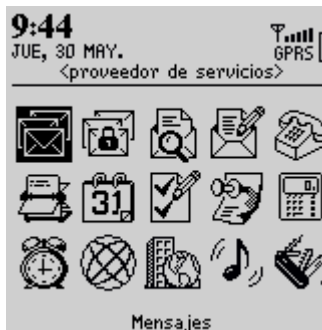 9:44
JUE, 30 MAY.
GPRS
<proveedor de servicios>
31
Mensajes